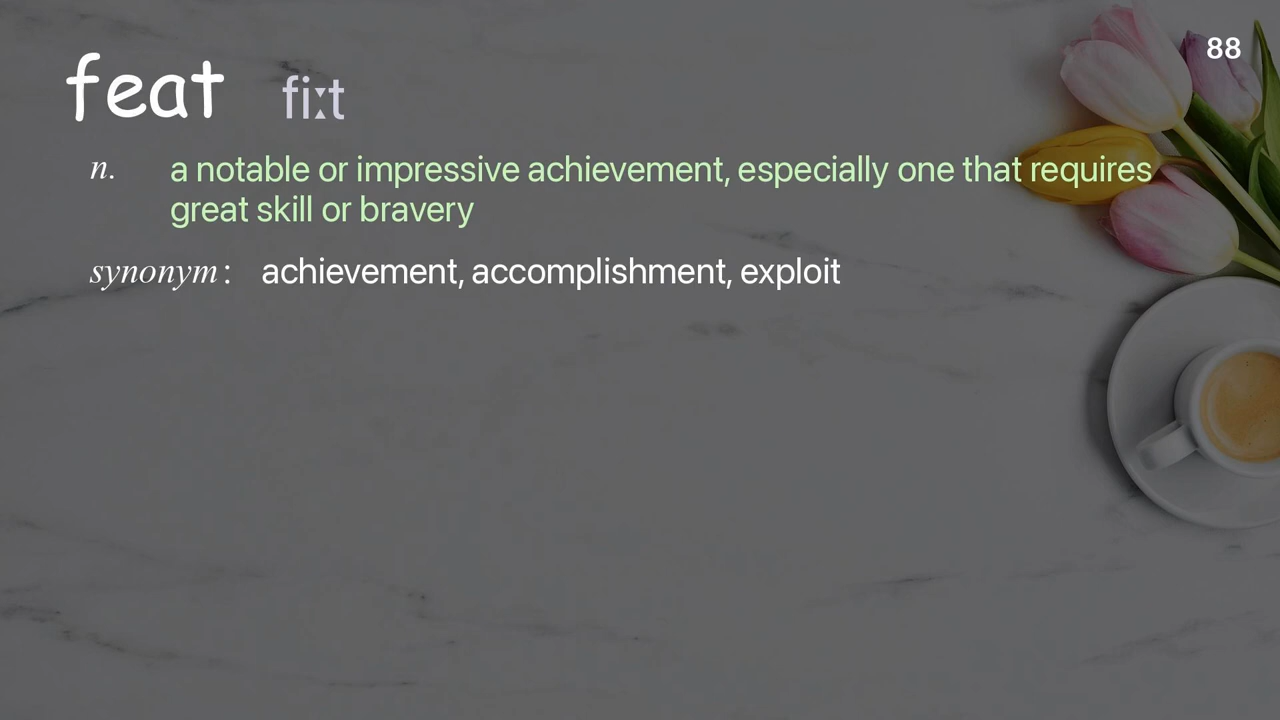 88
feat fiːt
n. a notable or impressive achievement, especially one that requires
great skill or bravery
synonym: achievement, accomplishment, exploit